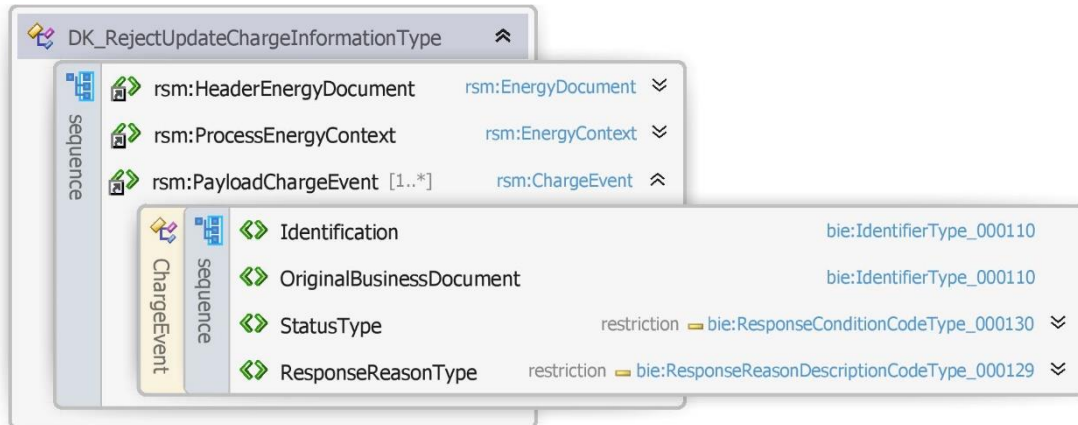 DK_RejectUpdateChargeInformationType
sequence
rsm:HeaderEnergyDocument rsm:EnergyDocument
rsm:ProcessEnergyContext rsm:EnergyContext
rsm:PayloadChargeEvent [1..*] rsm:ChargeEvent
ChargeEvent
sequence
Identification bie:IdentifierType_000110
OriginalBusinessDocument bie:IdentifierType_000110
StatusType restriction bie:ResponseConditionCodeType_000130
ResponseReasonType restriction bie:ResponseReasonDescriptionCodeType_000129